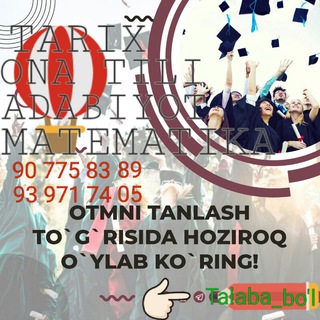 TARIX
ONA TILI
ADABIYOT
MATEMATIKA
90 775 83 89
93 971 74 05
OTMNI TANLASH
TO`G`RISIDA HOZIROQ
O`YLAB KO`RING!
Talaba_bo'l